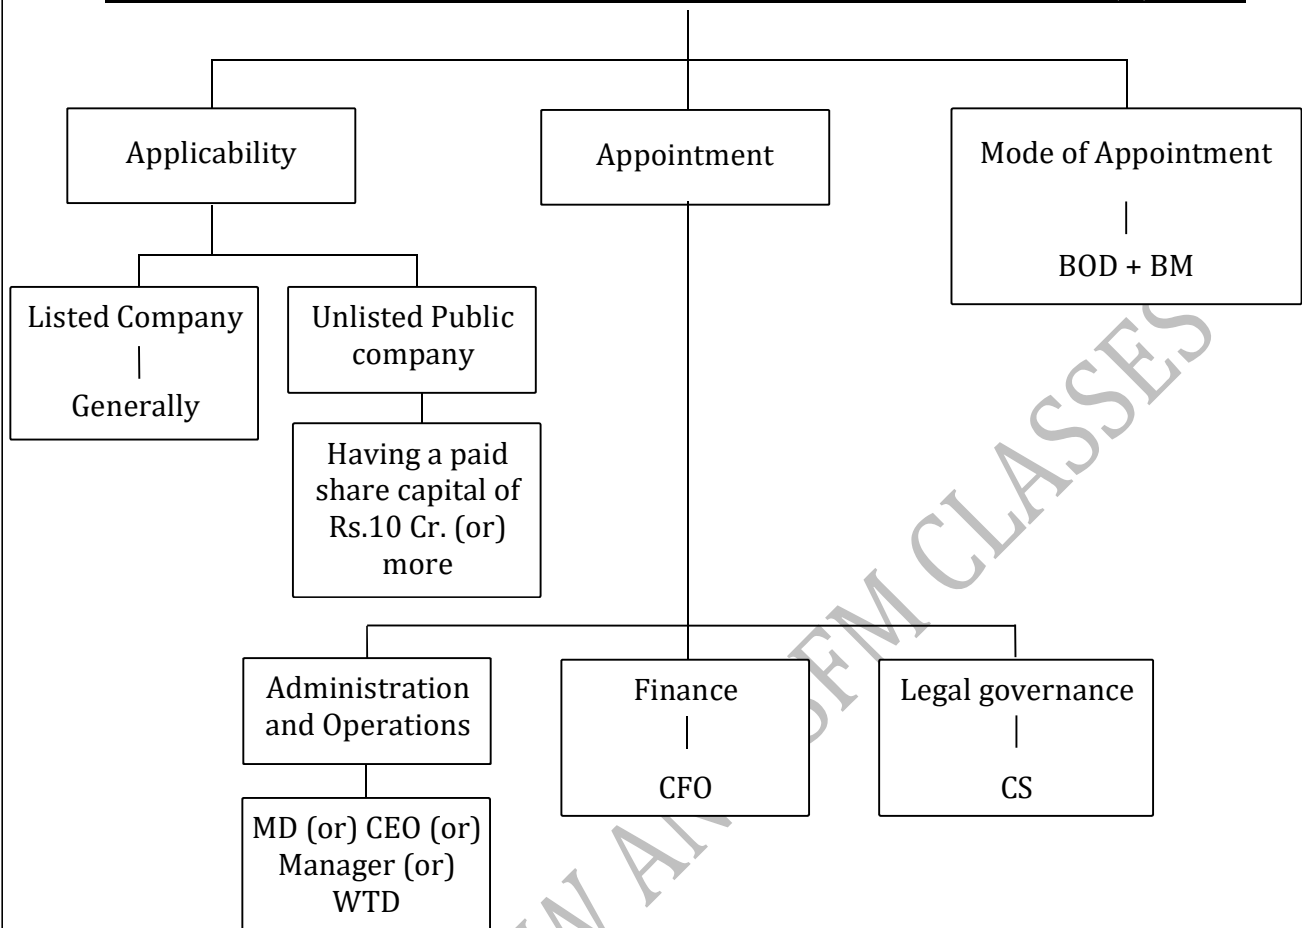 Applicability
Appointment
Mode of Appointment
BOD + BM
Listed Company
Generally
Unlisted Public
company
Having a paid
share capital of
Rs.10 Cr. (or)
more
Administration
and Operations
MD (or) CEO (or)
Manager (or)
WTD
Finance
CFO
Legal governance
CS
SFM CLASSES